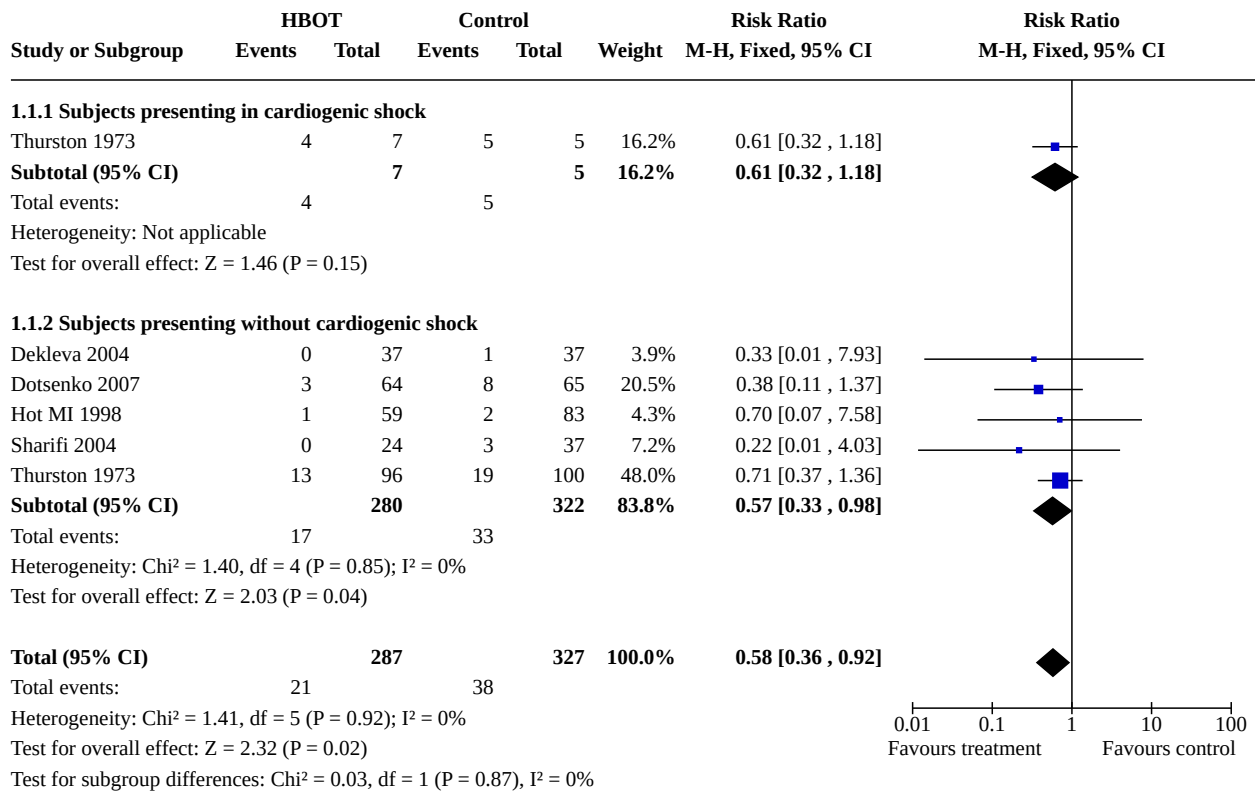 HBOT Control Risk Ratio Risk Ratio
Study or Subgroup Events Total Events Total Weight M-H, Fixed, 95% CI M-H, Fixed, 95% CI
1.1.1 Subjects presenting in cardiogenic shock
Thurston 1973 4 7 5 5 16.2% 0.61 [0.32 , 1.18]
Subtotal (95% CI) 7 5 16.2% 0.61 [0.32 , 1.18]
Total events: 4 5
Heterogeneity: Not applicable
Test for overall effect: Z = 1.46 (P = 0.15)
1.1.2 Subjects presenting without cardiogenic shock
Dekleva 2004 0 37 1 37 3.9% 0.33 [0.01 , 7.93]
Dotsenko 2007 3 64 8 65 20.5% 0.38 [0.11 , 1.37]
Hot MI 1998 1 59 2 83 4.3% 0.70 [0.07 , 7.58]
Sharifi 2004 0 24 3 37 7.2% 0.22 [0.01 , 4.03]
Thurston 1973 13 96 19 100 48.0% 0.71 [0.37 , 1.36]
Subtotal (95% CI) 280 322 83.8% 0.57 [0.33 , 0.98]
Total events: 17 33
Heterogeneity: Chi² = 1.40, df = 4 (P = 0.85); I² = 0%
Test for overall effect: Z = 2.03 (P = 0.04)
Total (95% CI) 287 327 100.0% 0.58 [0.36 , 0.92]
Total events: 21 38
Heterogeneity: Chi² = 1.41, df = 5 (P = 0.92); I² = 0%
0.01 0.1 1 10 100
Test for overall effect: Z = 2.32 (P = 0.02) Favours treatment Favours control
Test for subgroup differences: Chi² = 0.03, df = 1 (P = 0.87), I² = 0%